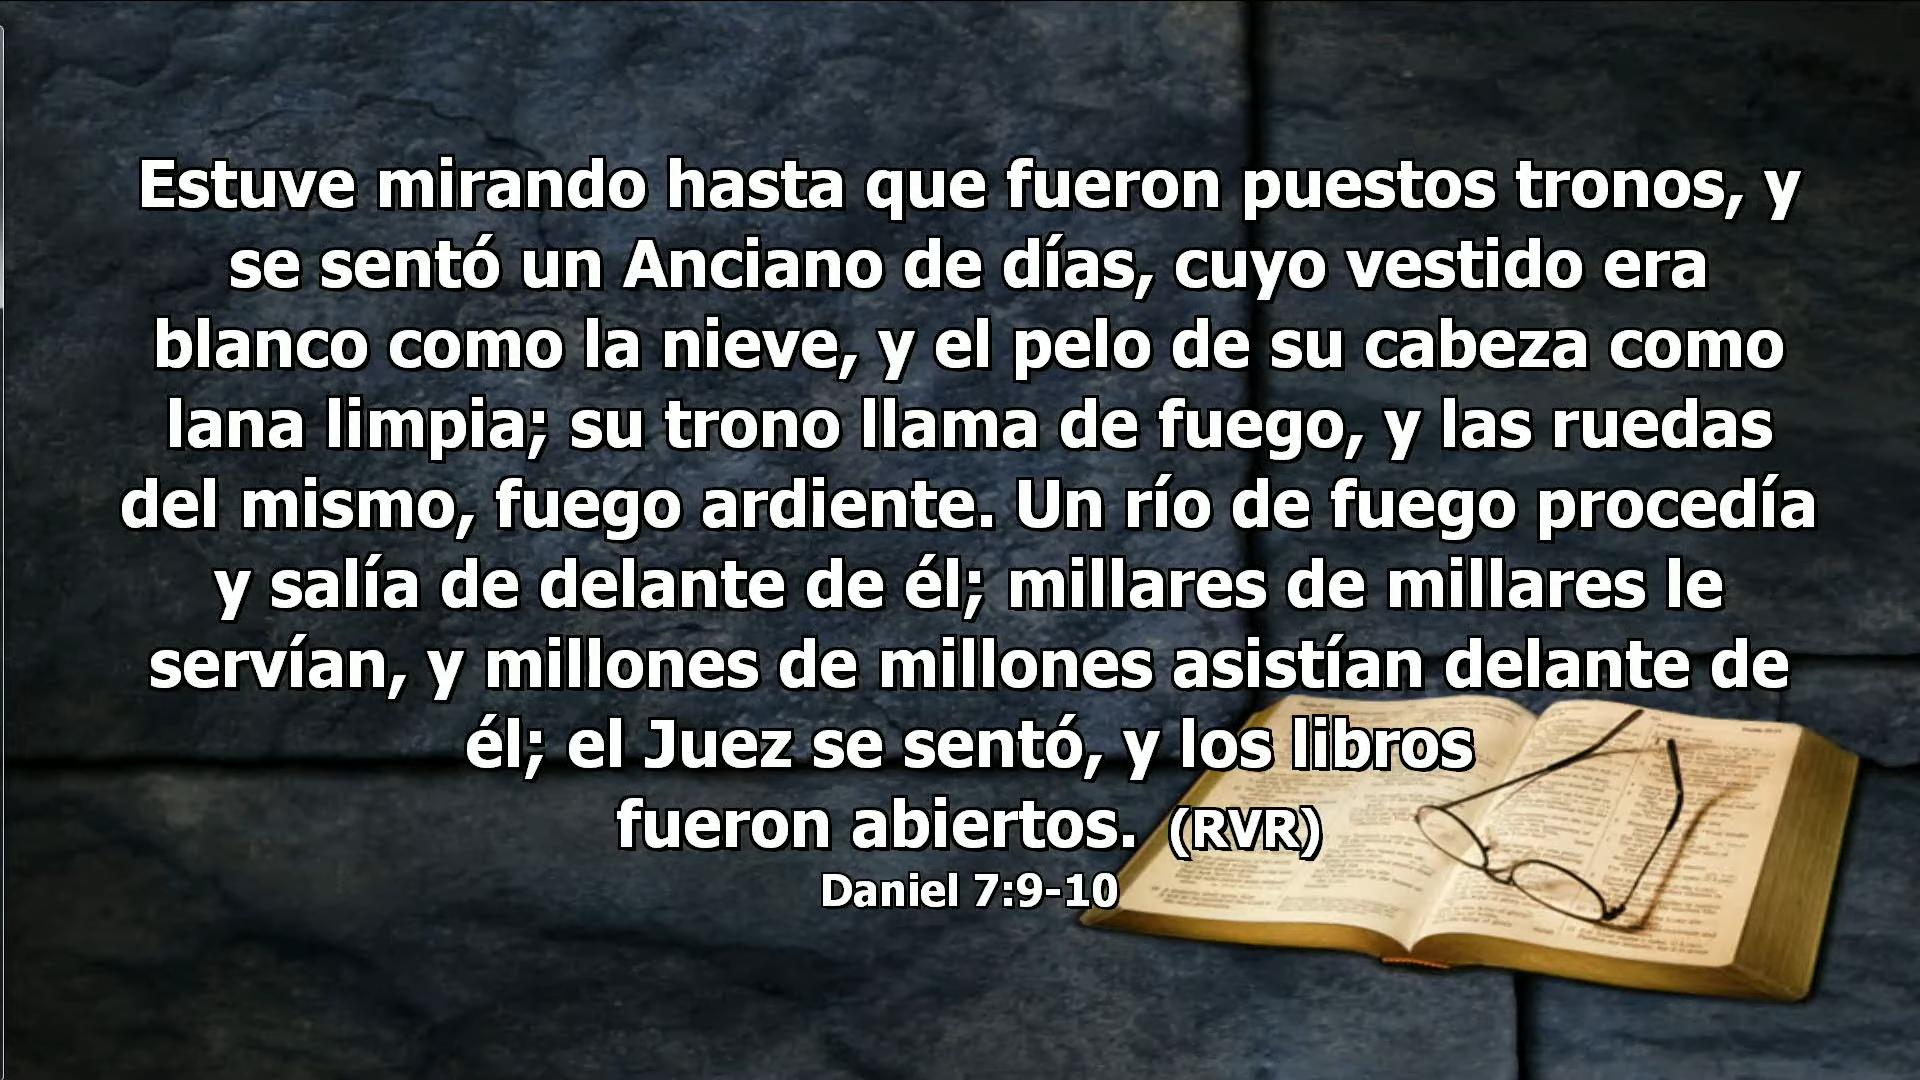 Estuve mirando hasta que fueron puestos tronos, y
se sentó un Anciano de días, cuyo vestido era
blanco como la nieve, y el pelo de su cabeza como
lana limpia; su trono llama de fuego, y las ruedas
del mismo, fuego ardiente. Un río de fuego procedía
y salía de delante de él; millares de millares le
servían, y millones de millones asistían delante de
él; el Juez se sentó, y los libros
fueron abiertos. (RVR)
Daniel 7:9-10